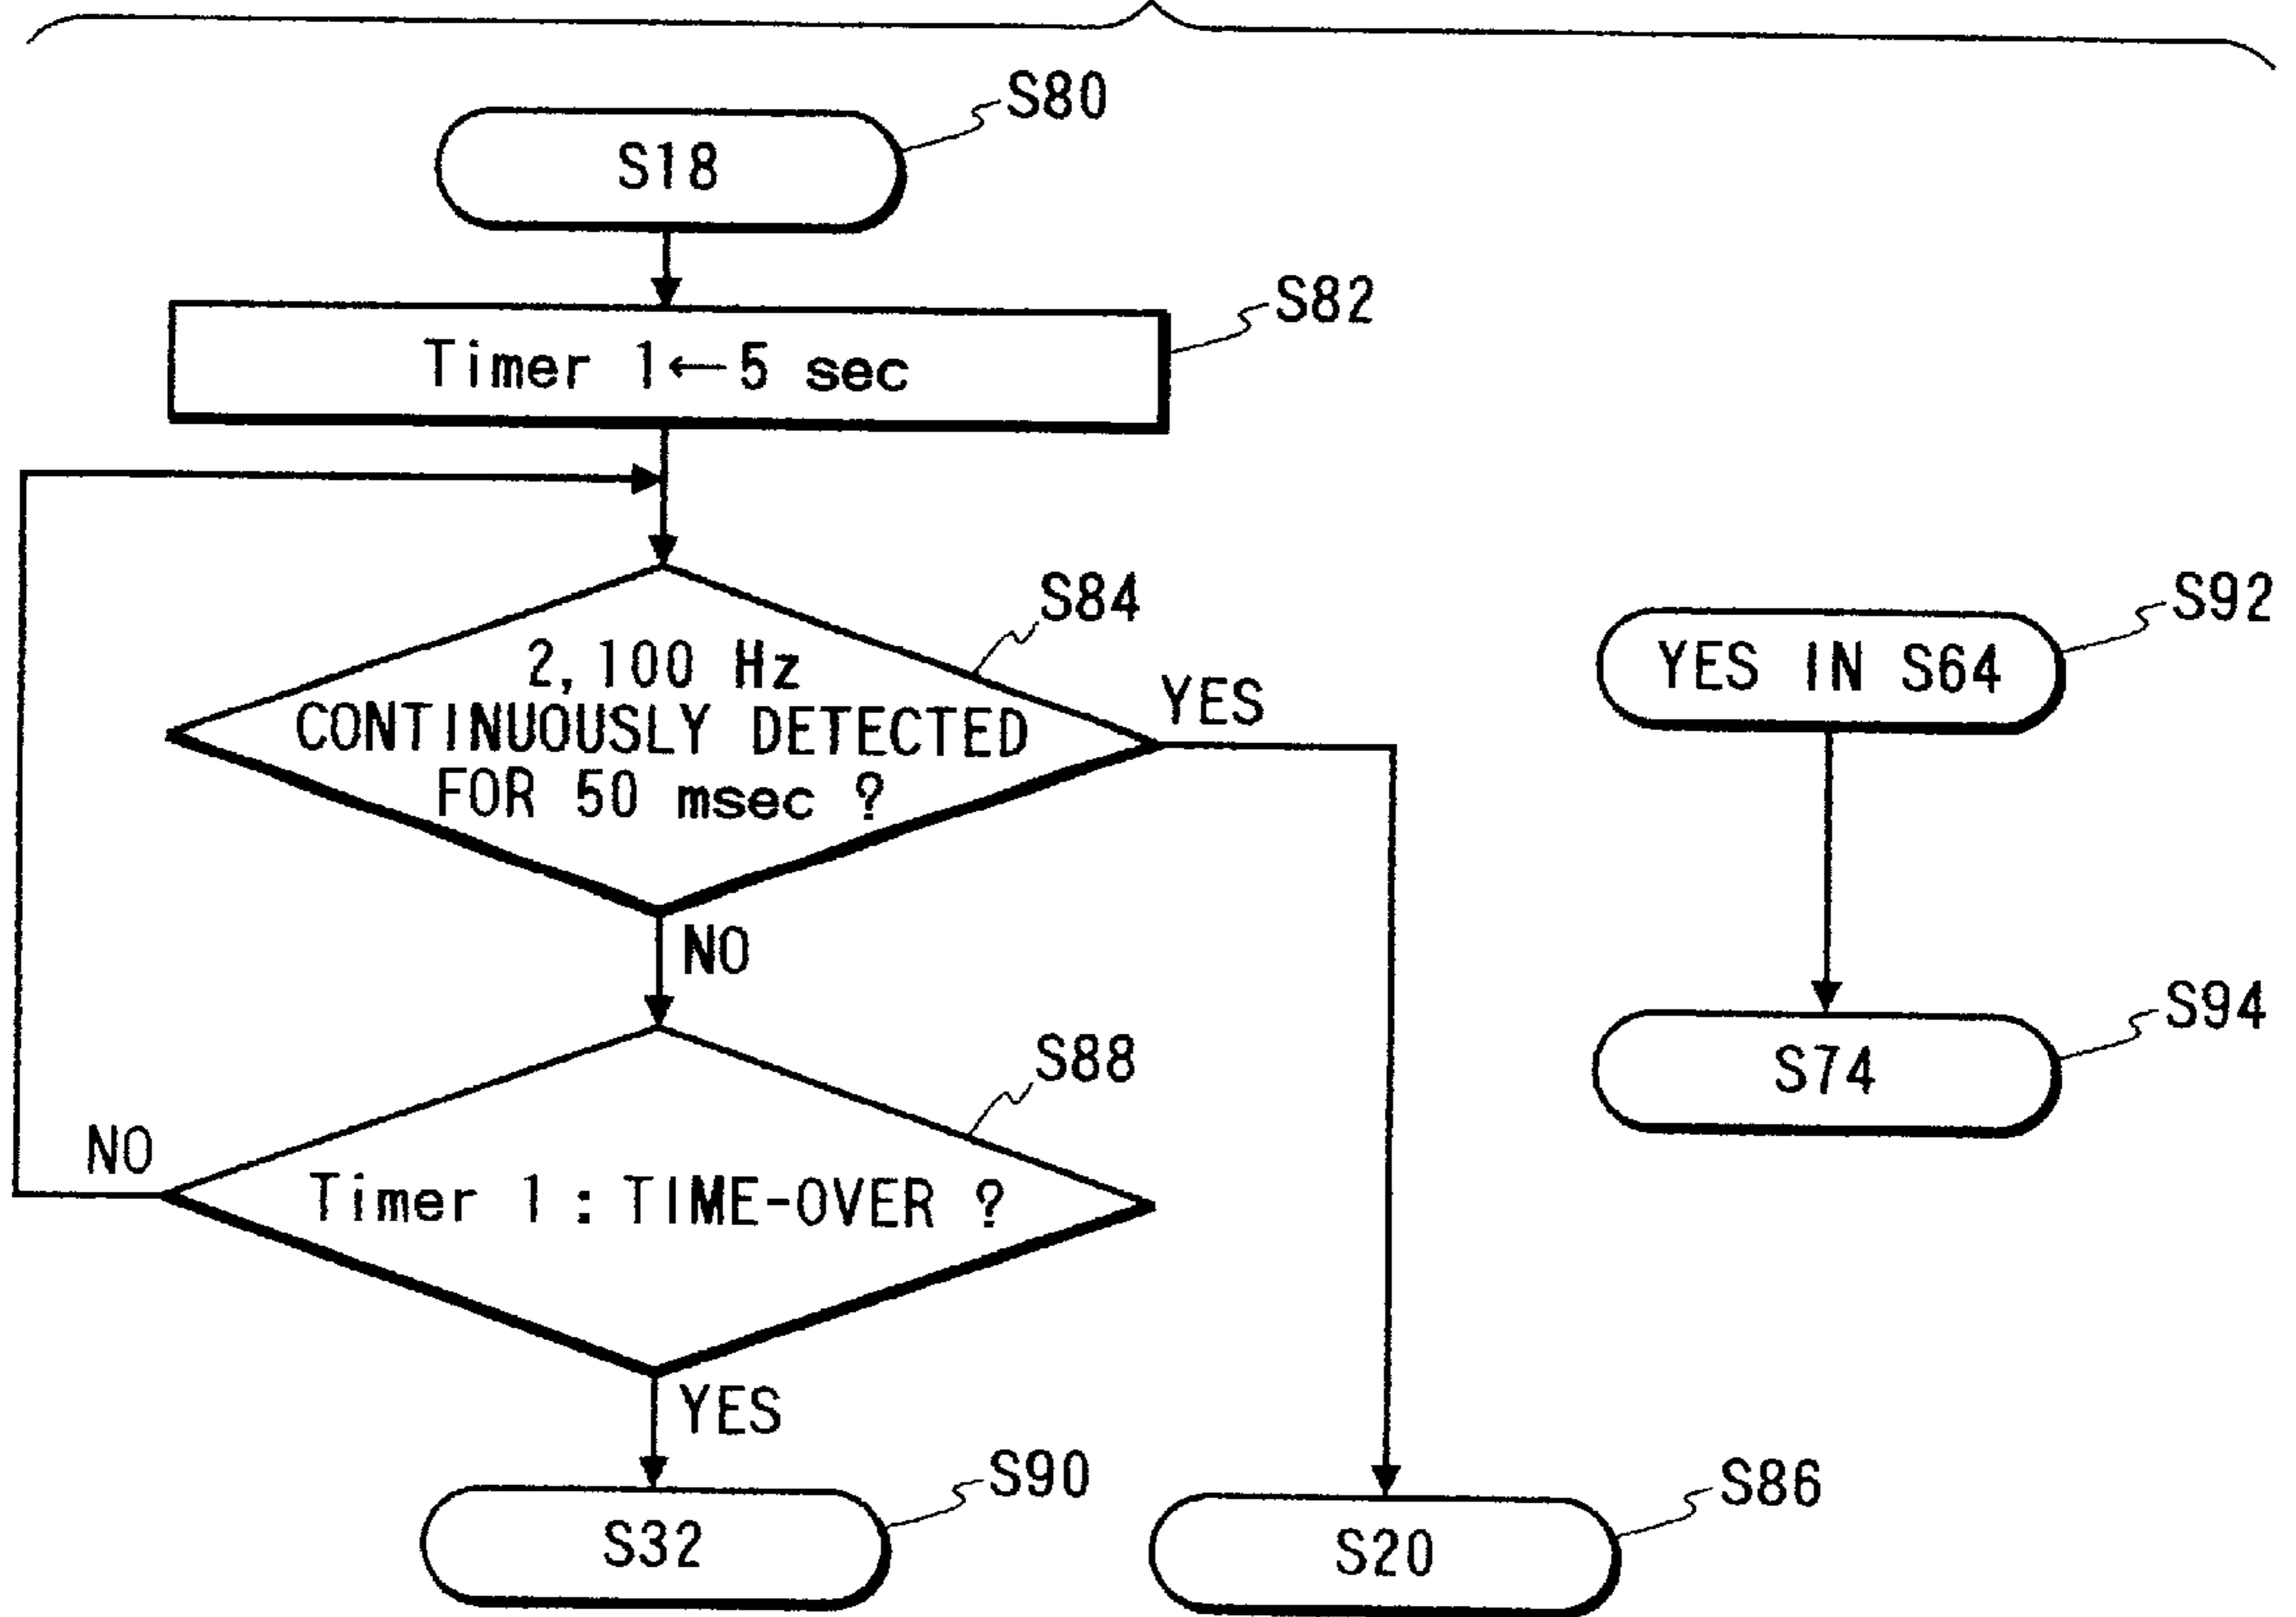 S80
S18
S82
Timer 1←5 sec
S84
2,100 Hz
CONTINUOUSLY DETECTED
FOR 50 msec ?
YES
NO
S88
Timer 1 : TIME-OVER ?
NO
YES
S90
S32
S86
S20
S92
YES IN S64
S94
S74